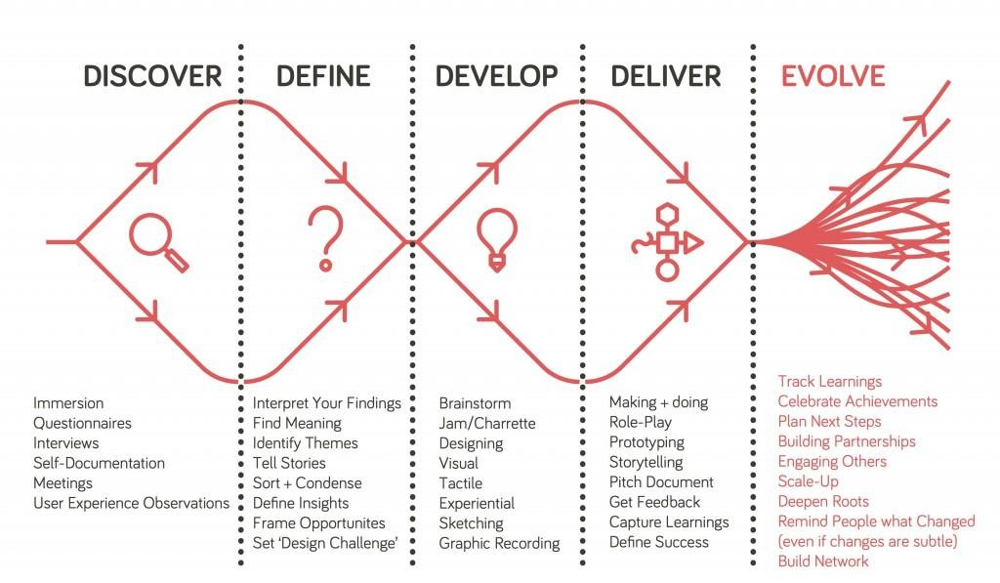 DISCOVER
Immersion
Questionnaires
Interviews
Self-Documentation
Meetings
User Experience Observations
DEFINE
Interpret Your Findings
Find Meaning
Identify Themes
Tell Stories
Sort + Condense
Define Insights
Frame Opportunites
Set ‘Design Challenge’
DEVELOP
Brainstorm
Jam/Charrette
Designing
Visual
Tactile
Experiential
Sketching
Graphic Recording
DELIVER
Making + doing
Role-Play
Prototyping
Storytelling
Pitch Document
Get Feedback
Capture Learnings
Define Success
EVOLVE
Track Learnings
Celebrate Achievements
Plan Next Steps
Building Partnerships
Engaging Others
Scale-Up
Deepen Roots
Remind People what Changed
(even if changes are subtle)
Build Network